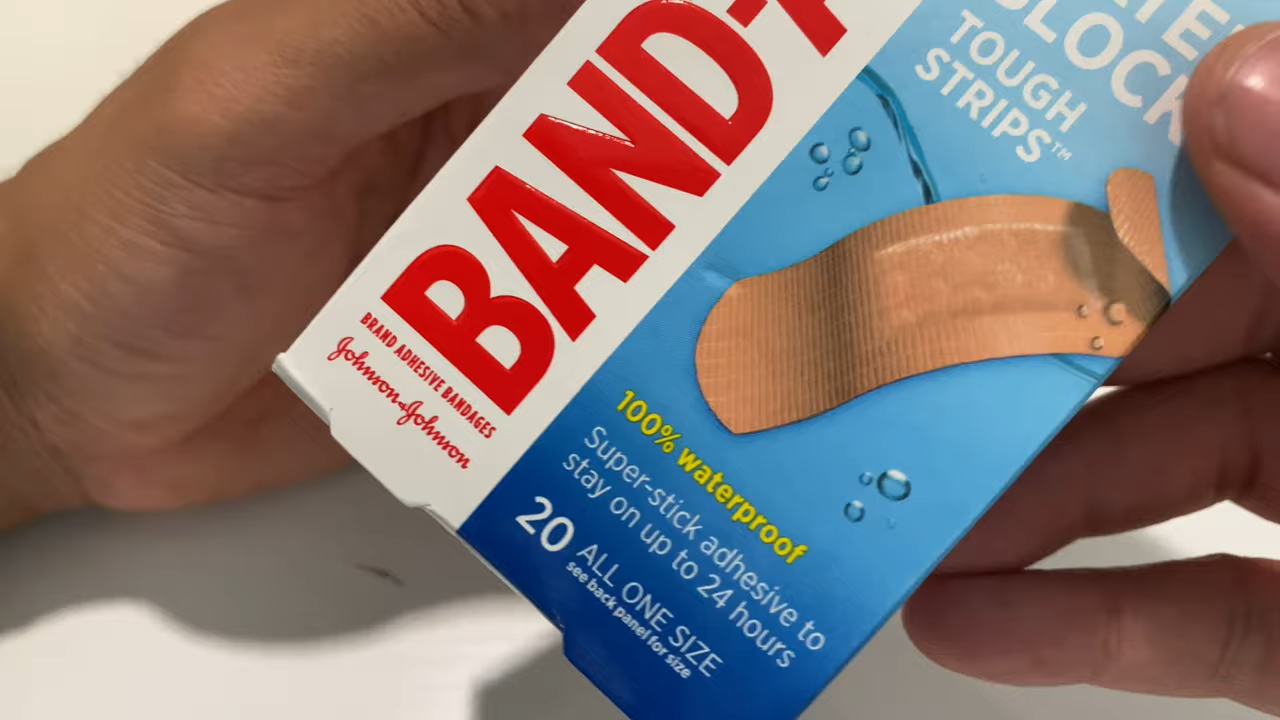 BAND-A
BRAND ADHESIVE BANDAGES
Johnson & Johnson
TOUGH
STRIPS™
100% waterproof
Super-stick adhesive to
stay on up to 24 hours
20 ALL ONE SIZE
see back panel for size